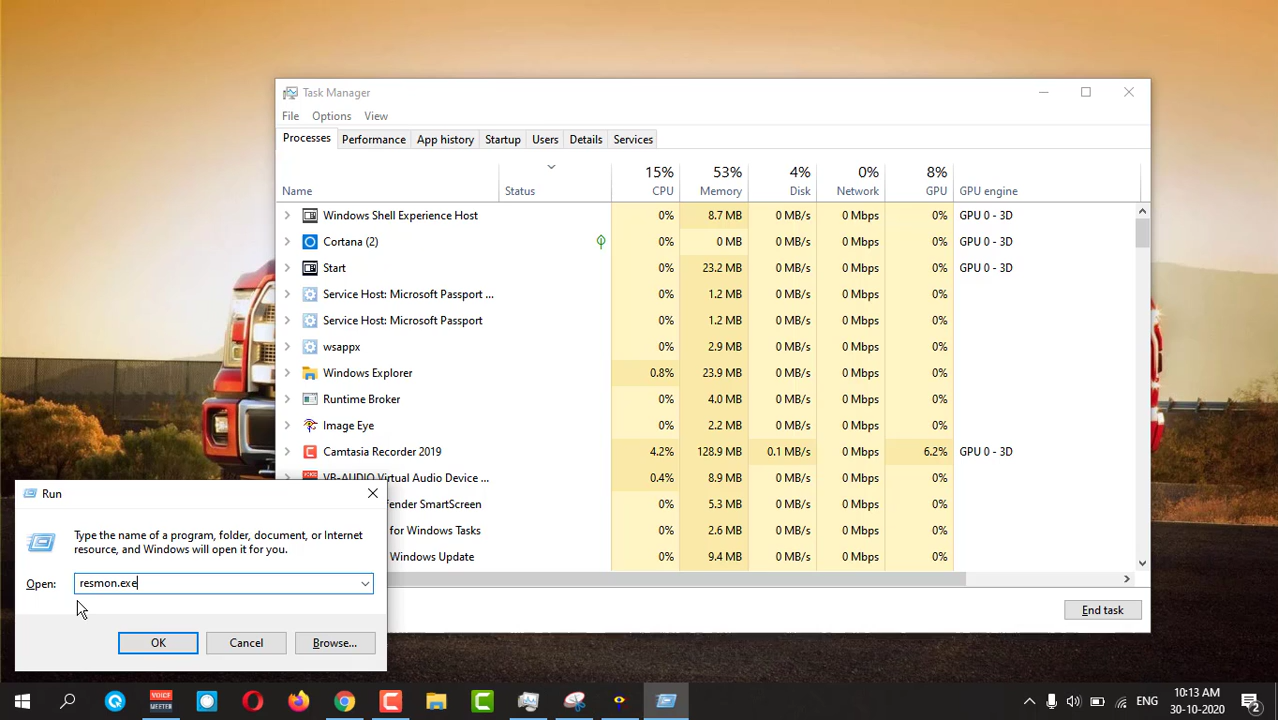 Task Manager
File Options View
Processes Performance App history Startup Users Details Services
15% 53% 4% 0% 8%
Name Status CPU Memory Disk Network GPU GPU engine
Windows Shell Experience Host 0% 8.7 MB 0 MB/s 0 Mbps 0% GPU 0 - 3D
Cortana (2) 0% 0 MB 0 MB/s 0 Mbps 0% GPU 0 - 3D
Start 0% 23.2 MB 0 MB/s 0 Mbps 0% GPU 0 - 3D
Service Host: Microsoft Passport ... 0% 1.2 MB 0 MB/s 0 Mbps 0%
Service Host: Microsoft Passport 0% 1.2 MB 0 MB/s 0 Mbps 0%
wsappx 0% 2.9 MB 0 MB/s 0 Mbps 0%
Windows Explorer 0.8% 23.9 MB 0 MB/s 0 Mbps 0%
Runtime Broker 0% 4.0 MB 0 MB/s 0 Mbps 0%
Image Eye 0% 2.2 MB 0 MB/s 0 Mbps 0%
Camtasia Recorder 2019 4.2% 128.9 MB 0.1 MB/s 0 Mbps 6.2% GPU 0 - 3D
VB-AUDIO Virtual Audio Device ... 0.4% 8.9 MB 0 MB/s 0 Mbps 0%
fender SmartScreen 0% 5.3 MB 0 MB/s 0 Mbps 0%
for Windows Tasks 0% 2.6 MB 0 MB/s 0 Mbps 0%
Windows Update 0% 9.4 MB 0 MB/s 0 Mbps 0%
End task
Run
Type the name of a program, folder, document, or Internet
resource, and Windows will open it for you.
Open: resmon.exe
OK Cancel Browse...
VOICE
MEETER
ENG
10:13 AM
30-10-2020
2